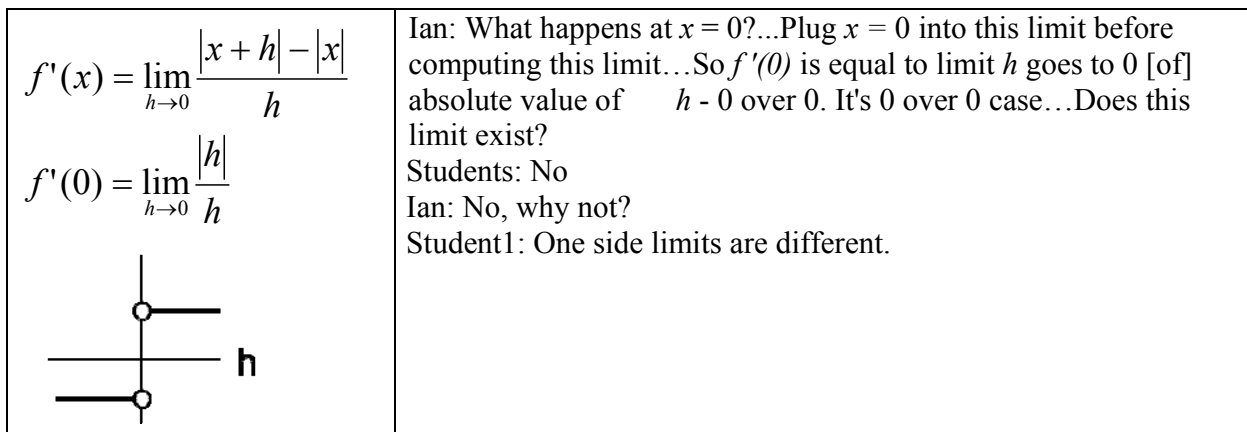 f'(x) = lim h→0 |x + h| − |x| / h
f'(0) = lim h→0 |h| / h
h
Ian: What happens at x = 0?...Plug x = 0 into this limit before
computing this limit…So f '(0) is equal to limit h goes to 0 [of]
absolute value of h - 0 over 0. It's 0 over 0 case…Does this
limit exist?
Students: No
Ian: No, why not?
Student1: One side limits are different.